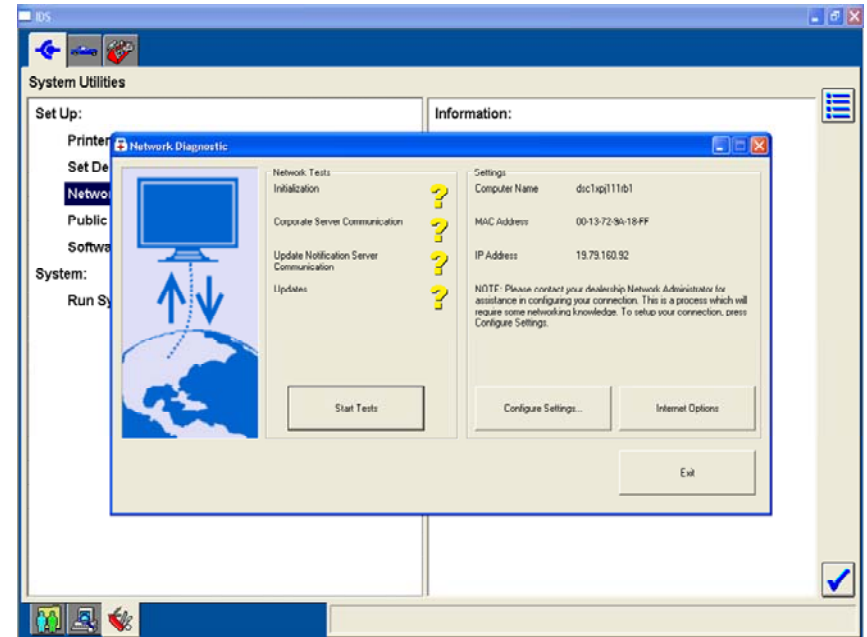 IDS
System Utilities
Set Up:
Information:
Printer
Set De
Networ
Public
Softwa
System:
Run Sy
Network Diagnostic
Network Tests
Initialization
Corporate Server Communication
Update Notification Server
Communication
Updates
Start Tests
Settings
Computer Name
dsc1xpj111rb1
MAC Address
00-13-72-9A-18-FF
IP Address
19.79.160.92
NOTE: Please contact your dealership Network Administrator for
assistance in configuring your connection. This is a process which will
require some networking knowledge. To setup your connection, press
Configure Settings.
Configure Settings...
Internet Options
Exit